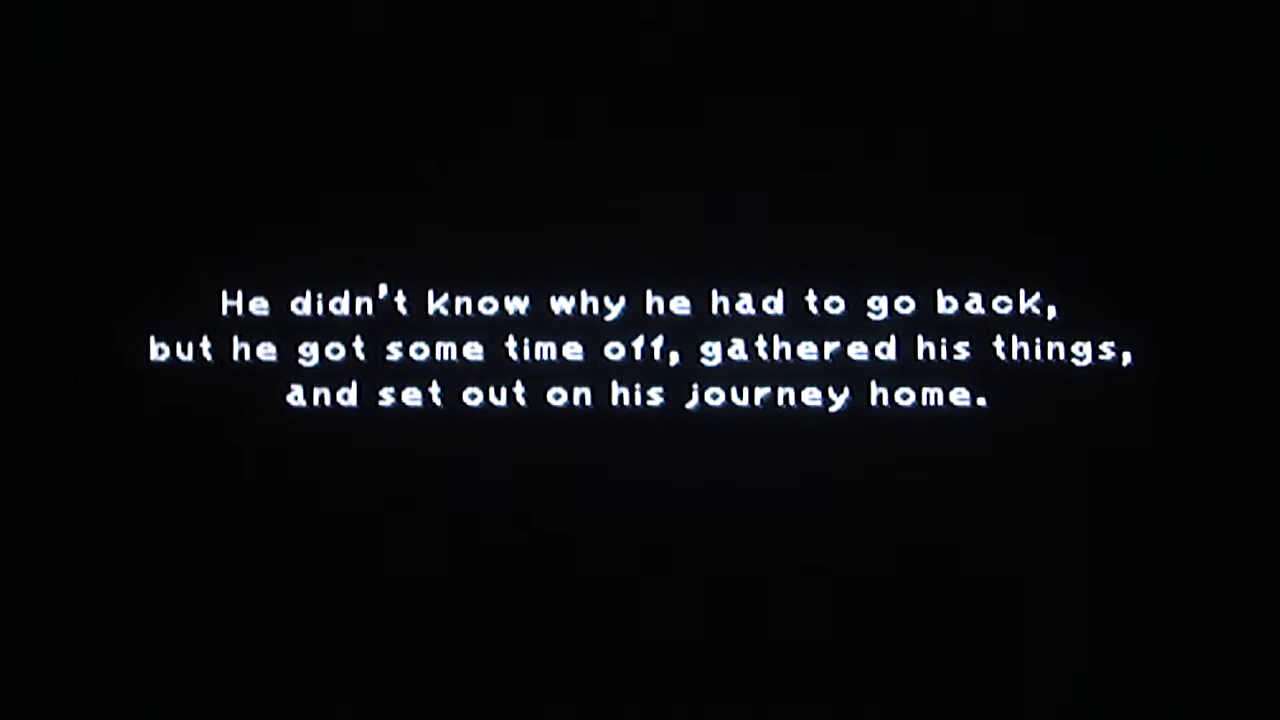 He didn't know why he had to go back,
but he got some time off, gathered his things,
and set out on his journey home.